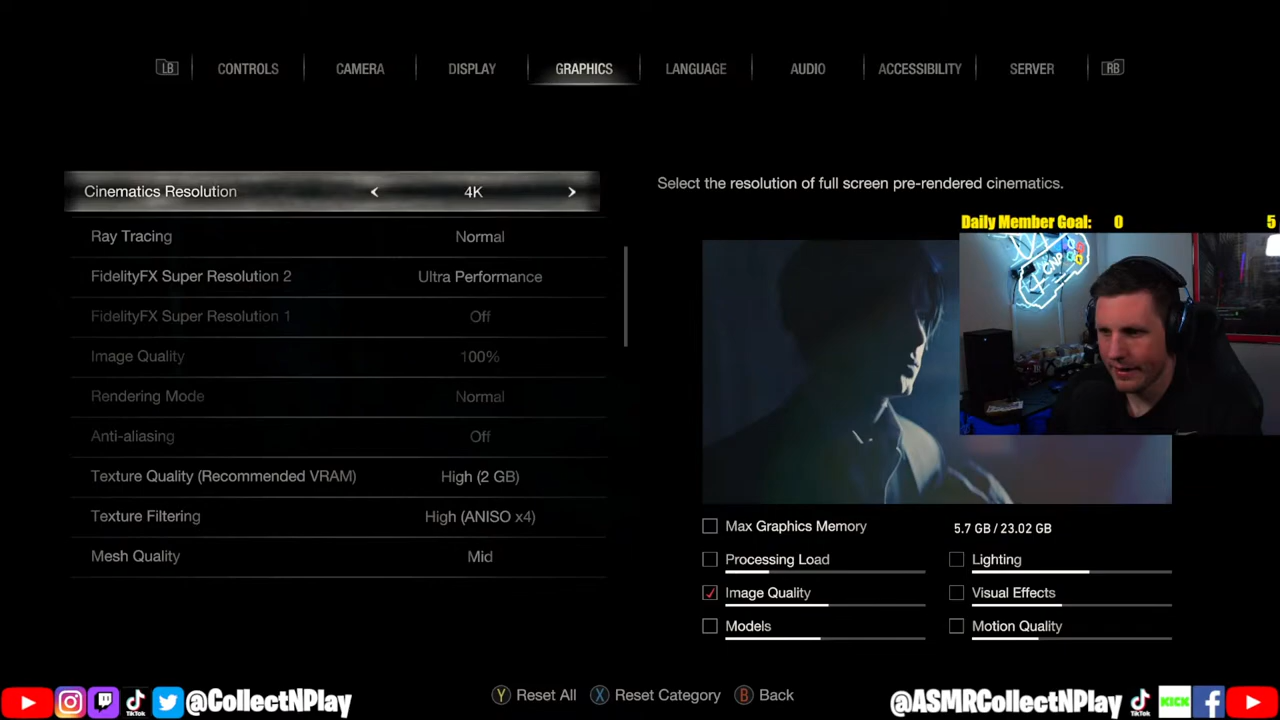 LB CONTROLS CAMERA DISPLAY GRAPHICS LANGUAGE AUDIO ACCESSIBILITY SERVER RB
Cinematics Resolution 4K
Ray Tracing Normal
FidelityFX Super Resolution 2 Ultra Performance
FidelityFX Super Resolution 1 Off
Image Quality 100%
Rendering Mode Normal
Anti-aliasing Off
Texture Quality (Recommended VRAM) High (2 GB)
Texture Filtering High (ANISO x4)
Mesh Quality Mid
Select the resolution of full screen pre-rendered cinematics.
Daily Member Goal: 0 5
CNP
Max Graphics Memory 5.7 GB / 23.02 GB
Processing Load Lighting
Image Quality Visual Effects
Models Motion Quality
Y Reset All X Reset Category B Back
TikTok @CollectNPlay
@ASMRCollectNPlay TikTok KICK